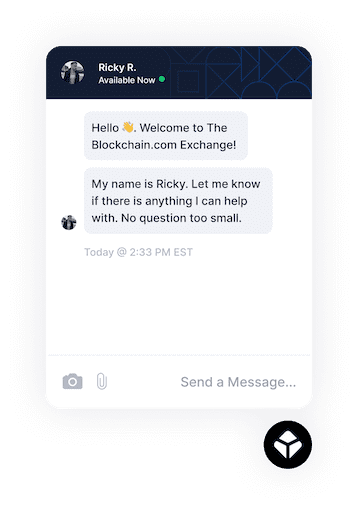 Ricky R.
Available Now
Hello 👋. Welcome to The
Blockchain.com Exchange!
My name is Ricky. Let me know
if there is anything I can help
with. No question too small.
Today @ 2:33 PM EST
Send a Message...